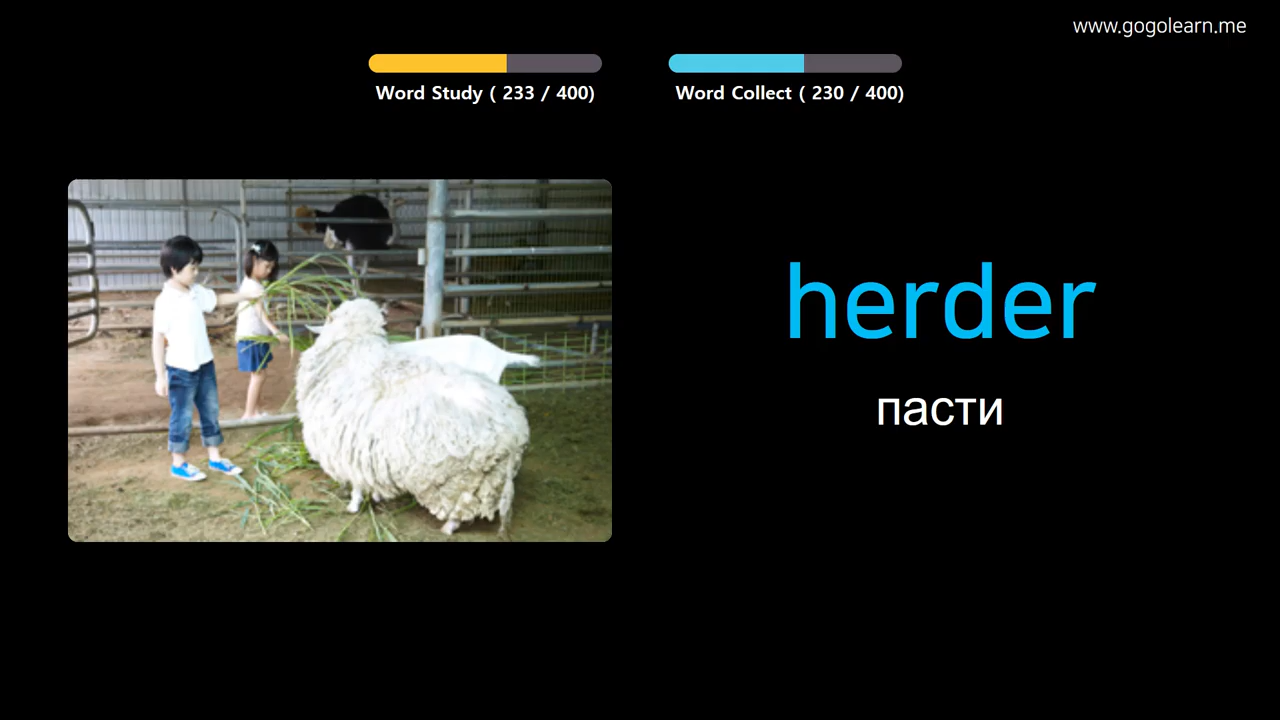 www.gogolearn.me
Word Study ( 233 / 400)
Word Collect ( 230 / 400)
herder
пасти